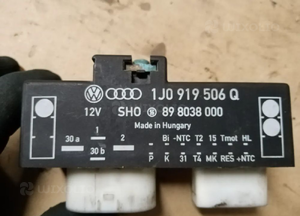 1J0 919 506 Q
12V SHO 89 8038 000
Made in Hungary
Bi -NTC T2 15 Tmot HL
30 a 1 2
30 b
P K 31 T4 MK RES +NTC